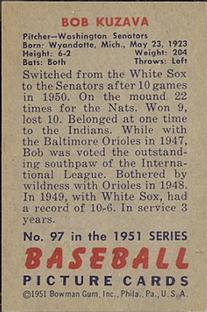 BOB KUZAVA
Pitcher—Washington Senators
Born: Wyandotte, Mich., May 23, 1923
Height: 6-2 Weight: 204
Bats: Both Throws: Left
Switched from the White Sox
to the Senators after 10 games
in 1950. On the mound 22
times for the Nats. Won 9, lost
10. Belonged at one time
to the Indians. While with the
Baltimore Orioles in 1947,
Bob was voted the outstand-
ing southpaw of the Interna-
tional League. Bothered by
wildness with Orioles in 1948.
In 1949, with White Sox, had
a record of 10-6. In service 3
years.
No. 97 in the 1951 SERIES
BASEBALL
PICTURE CARDS
©1951 Bowman Gum, Inc., Phila., Pa., U. S. A.